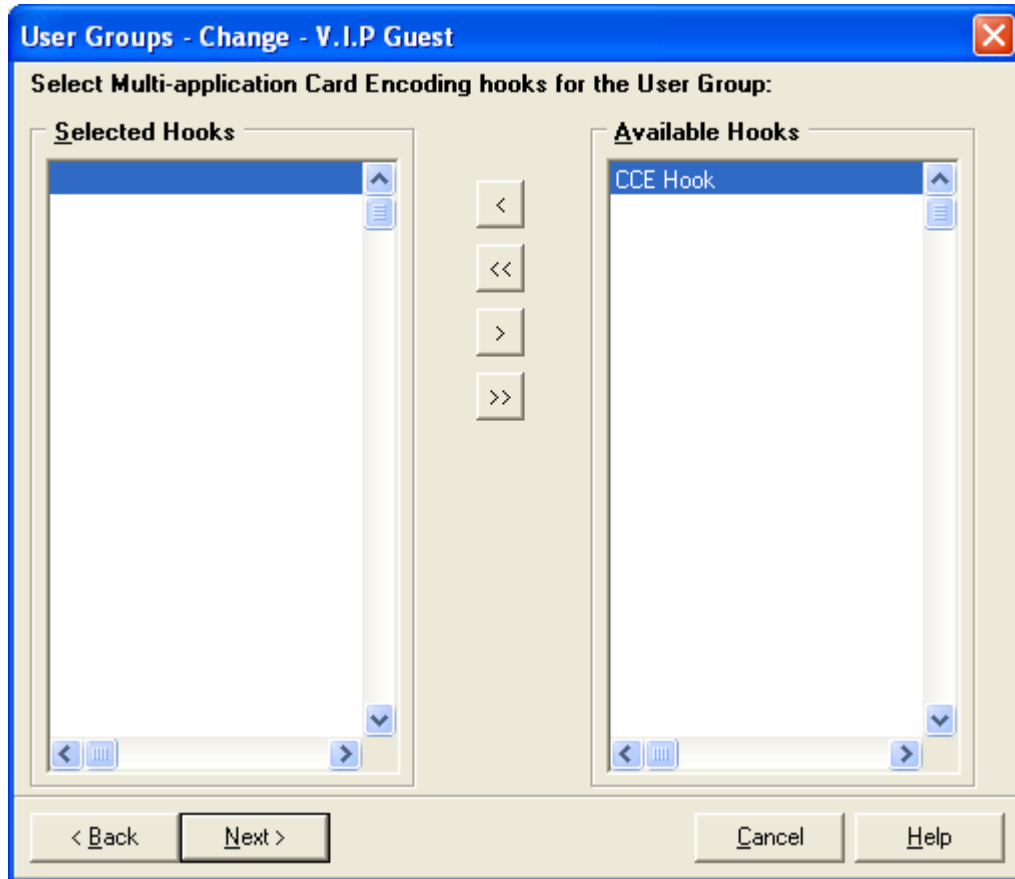 User Groups - Change - V.I.P Guest
Select Multi-application Card Encoding hooks for the User Group:
Selected Hooks
Available Hooks
CCE Hook
<
<<
>
>>
< Back
Next >
Cancel
Help